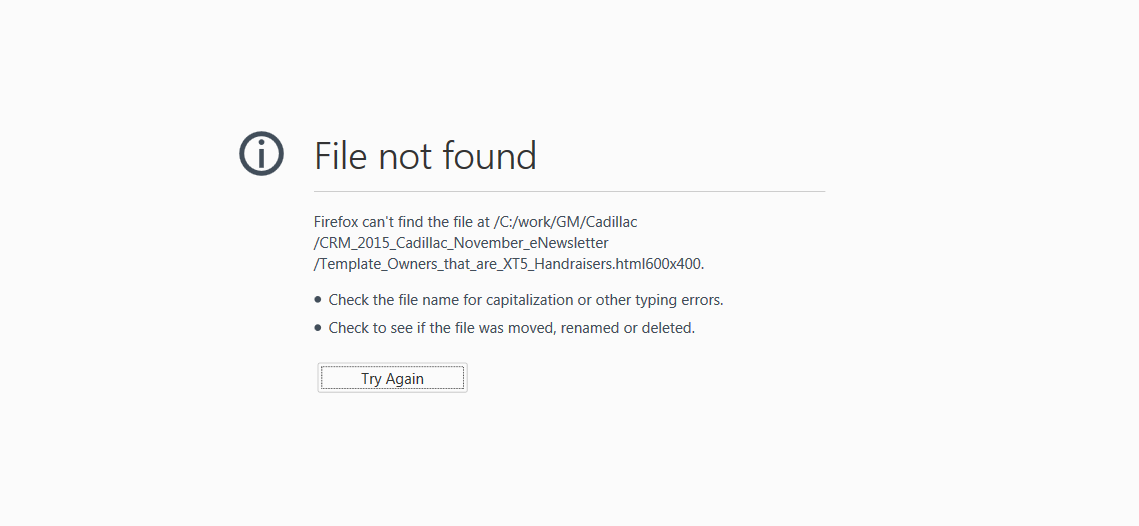 File not found
Firefox can't find the file at /C:/work/GM/Cadillac
/CRM_2015_Cadillac_November_eNewsletter
/Template_Owners_that_are_XT5_Handraisers.html600x400.
• Check the file name for capitalization or other typing errors.
• Check to see if the file was moved, renamed or deleted.
Try Again